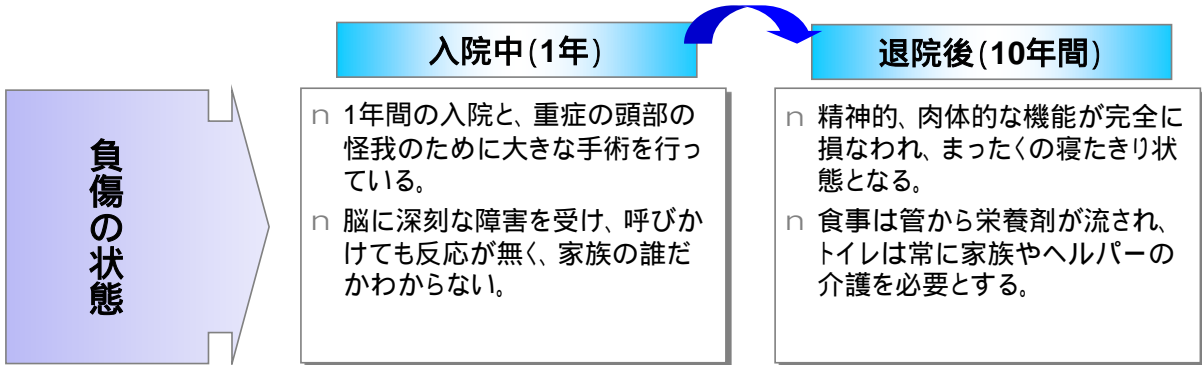 入院中(1年)
退院後(10年間)
負傷の状態
n 1年間の入院と、重症の頭部の
怪我のために大きな手術を行っ
ている。
n 脳に深刻な障害を受け、呼びか
けても反応が無く、家族の誰だ
かわからない。
n 精神的、肉体的な機能が完全に
損なわれ、まったくの寝たきり状
態となる。
n 食事は管から栄養剤が流され、
トイレは常に家族やヘルパーの
介護を必要とする。